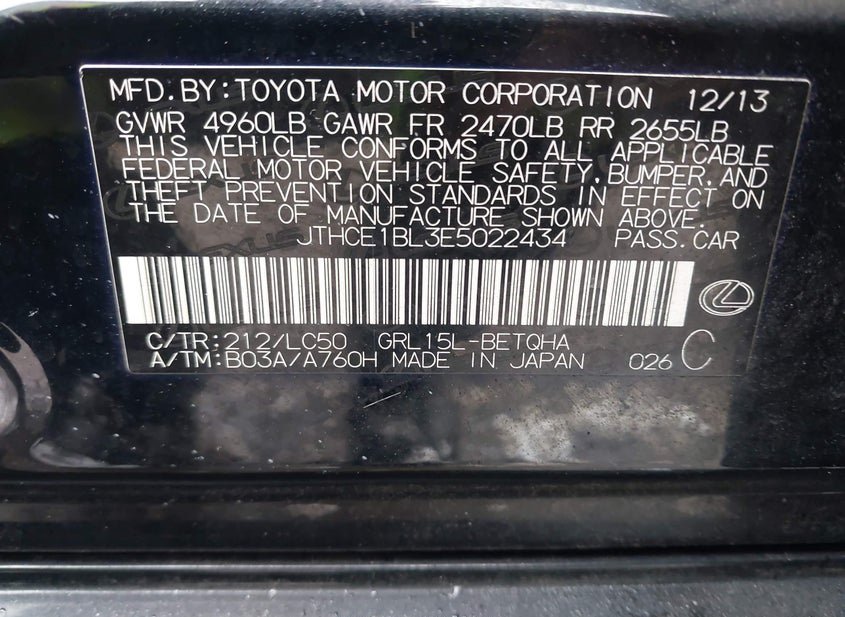 MFD.BY:TOYOTA MOTOR CORPORATION 12/13
GVWR 4960LB GAWR FR 2470LB RR 2655LB
THIS VEHICLE CONFORMS TO ALL APPLICABLE
FEDERAL MOTOR VEHICLE SAFETY,BUMPER,AND
THEFT PREVENTION STANDARDS IN EFFECT ON
THE DATE OF MANUFACTURE SHOWN ABOVE.
JTHCE1BL3E5022434 PASS.CAR
C/TR:212/LC50 GRL15L-BETQHA
A/TM:B03A/A760H MADE IN JAPAN 026 C